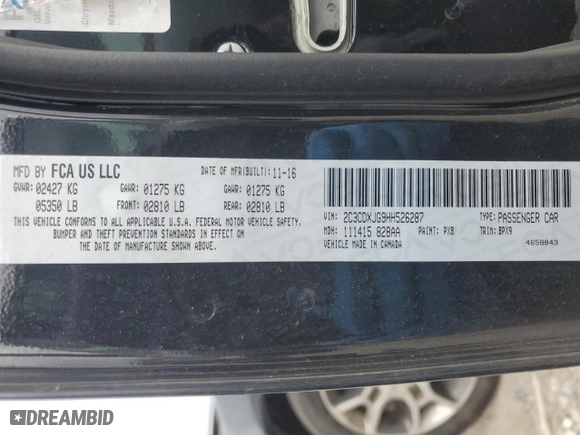 MFD BY FCA US LLC
DATE OF MFR(BUILT): 11-16
GVWR: 02427 KG
GAWR: 01275 KG
GAWR: 01275 KG
05350 LB
FRONT: 02810 LB
REAR: 02810 LB
THIS VEHICLE CONFORMS TO ALL APPLICABLE U.S.A. FEDERAL MOTOR VEHICLE SAFETY,
BUMPER AND THEFT PREVENTION STANDARDS IN EFFECT ON
THE DATE OF MANUFACTURE SHOWN ABOVE.
VIN: 2C3CDXJG9HH526287
TYPE: PASSENGER CAR
MDH: 111415 828AA
PAINT: PX8
TRIM: BPX9
VEHICLE MADE IN CANADA
4658843
DREAMBID